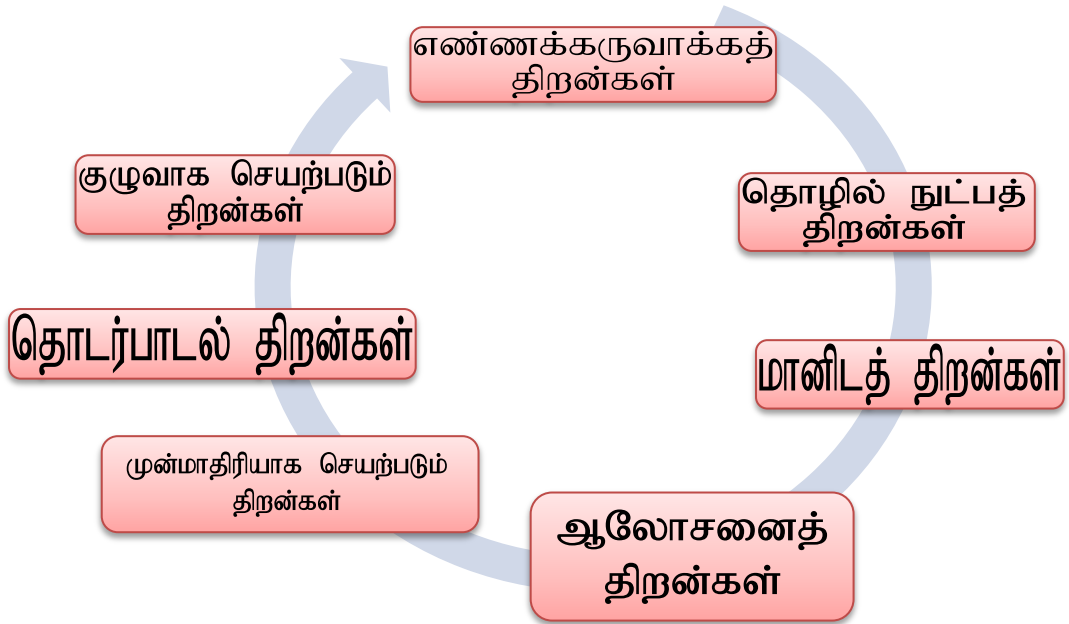 எண்ணக்கருவாக்கத்
திறன்கள்
தொழில் நுட்பத்
திறன்கள்
மானிடத் திறன்கள்
ஆலோசனைத்
திறன்கள்
முன்மாதிரியாக செயற்படும்
திறன்கள்
தொடர்பாடல் திறன்கள்
குழுவாக செயற்படும்
திறன்கள்